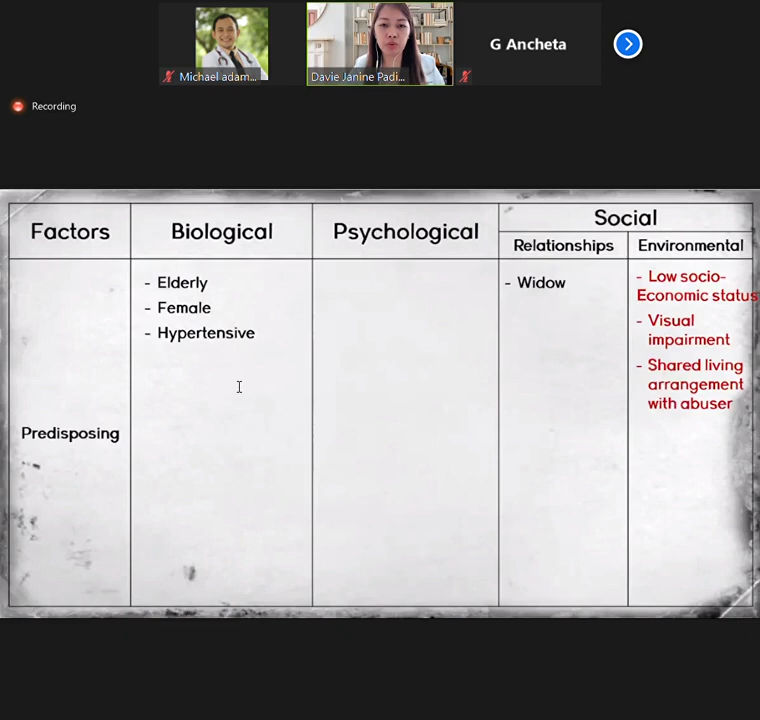 G Ancheta
Michael adam...
Davie Janine Padi...
Recording
Factors
Biological
Psychological
Social
Relationships
Environmental
Predisposing
- Elderly
- Female
- Hypertensive
- Widow
- Low socio-
Economic status
- Visual
impairment
- Shared living
arrangement
with abuser